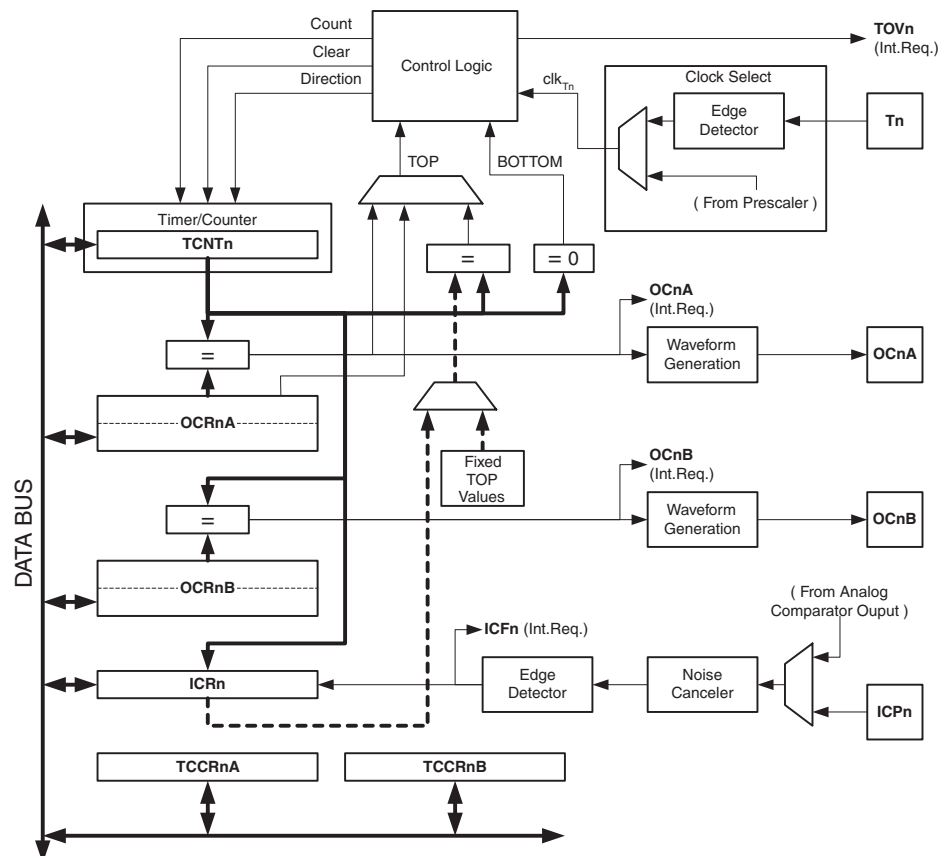 Count
Clear
Direction
Control Logic
TOVn
(Int.Req.)
clkTn
Clock Select
Edge
Detector
Tn
( From Prescaler )
TOP
BOTTOM
Timer/Counter
TCNTn
=
= 0
OCnA
(Int.Req.)
=
Waveform
Generation
OCnA
OCRnA
Fixed
TOP
Values
OCnB
(Int.Req.)
=
Waveform
Generation
OCnB
OCRnB
DATA BUS
( From Analog
Comparator Ouput )
ICFn (Int.Req.)
ICRn
Edge
Detector
Noise
Canceler
ICPn
TCCRnA
TCCRnB